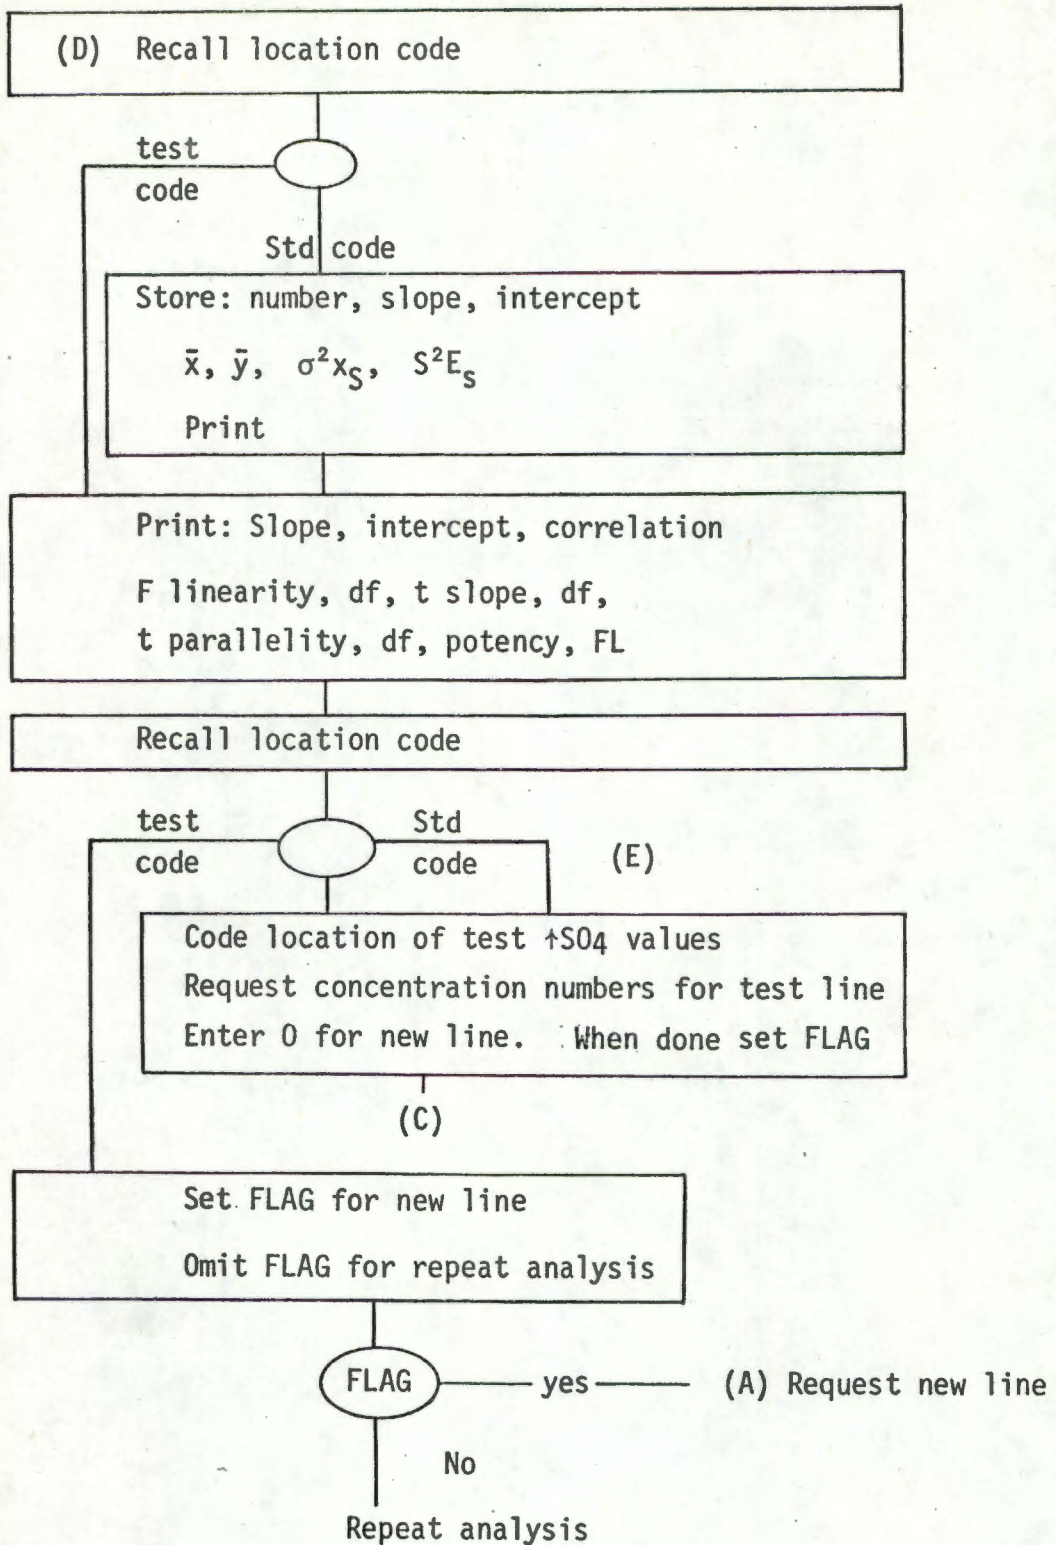 (D) Recall location code
test
code
Std code
Store: number, slope, intercept
x̄, ȳ, σ²xS, S²Es
Print
Print: Slope, intercept, correlation
F linearity, df, t slope, df,
t parallelity, df, potency, FL
Recall location code
test
code
Std
code
(E)
Code location of test ↑SO4 values
Request concentration numbers for test line
Enter 0 for new line. When done set FLAG
(C)
Set FLAG for new line
Omit FLAG for repeat analysis
FLAG
yes
(A) Request new line
No
Repeat analysis